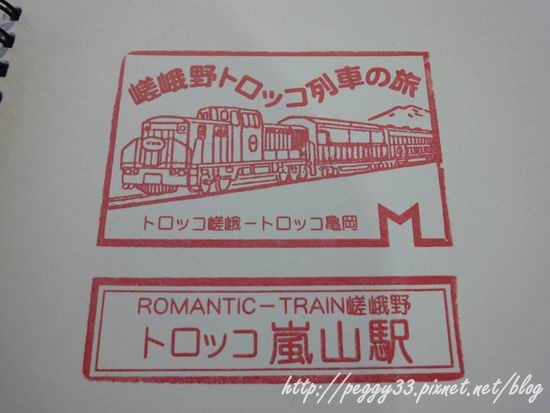 嵯峨野トロッコ列車の旅
トロッコ嵯峨－トロッコ亀岡
M
ROMANTIC－TRAIN嵯峨野
トロッコ 嵐山駅
http://peggy33.pixnet.net/blog